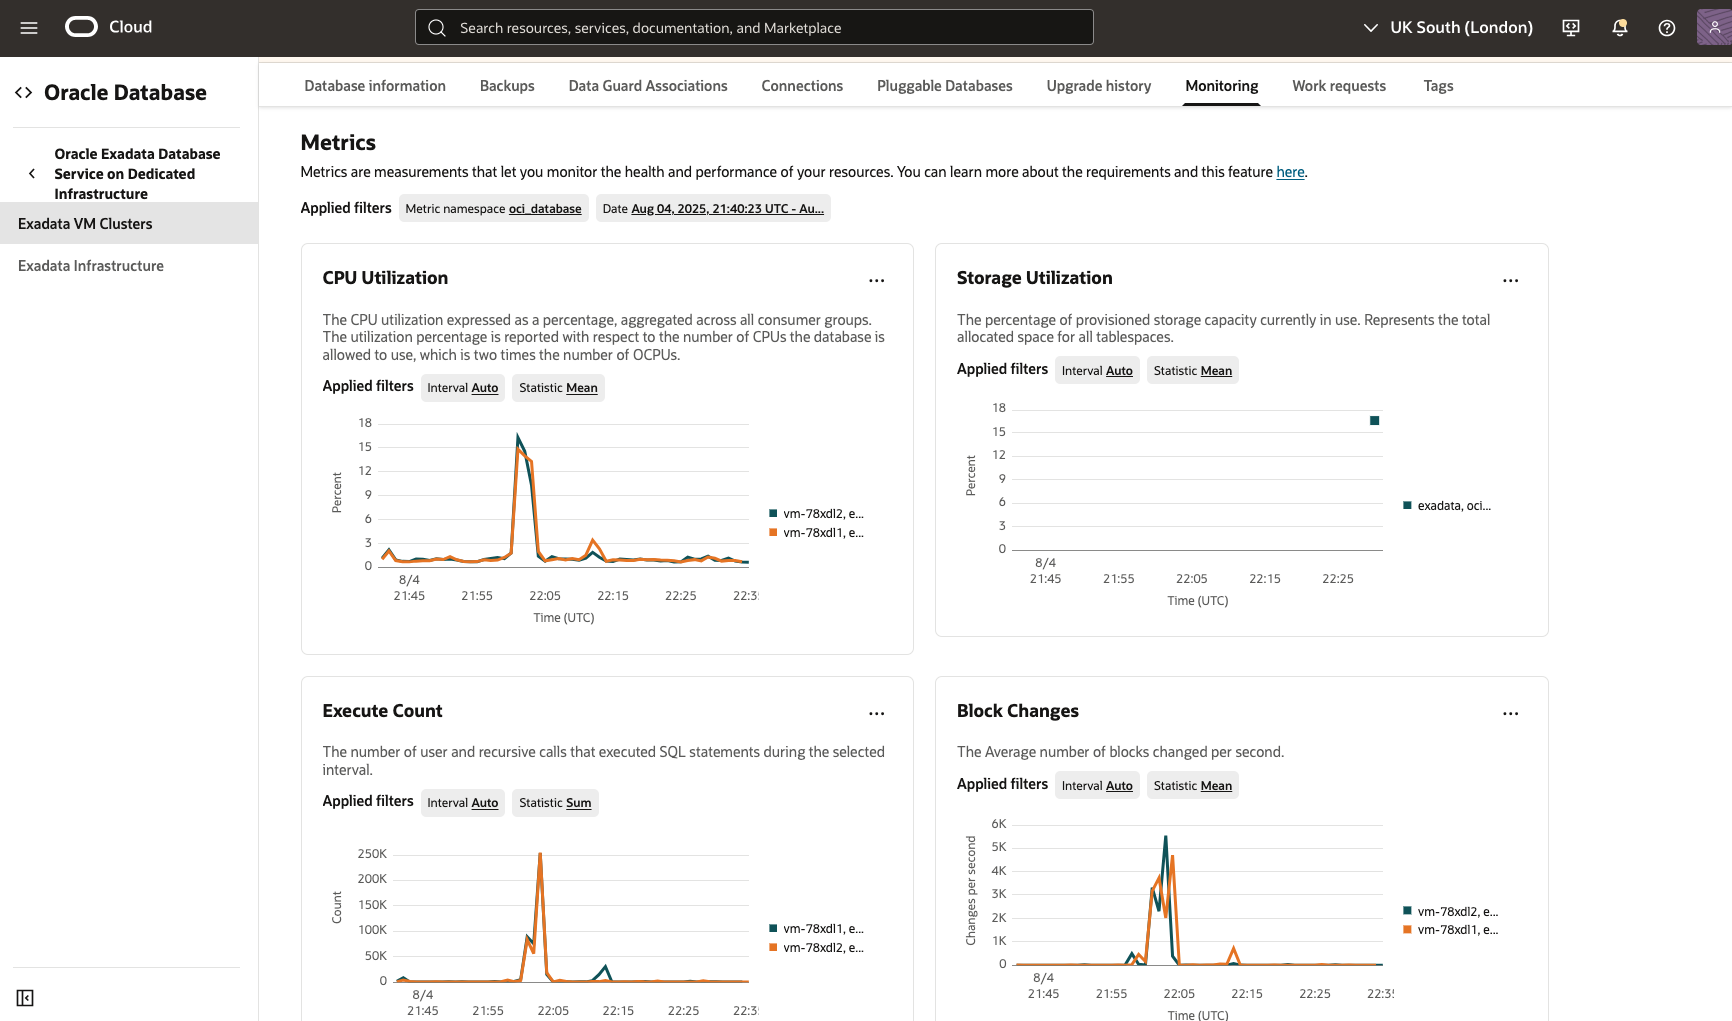 Cloud
Search resources, services, documentation, and Marketplace
UK South (London)
Oracle Database
Oracle Exadata Database
Service on Dedicated
Infrastructure
Exadata VM Clusters
Exadata Infrastructure
Database information Backups Data Guard Associations Connections Pluggable Databases Upgrade history Monitoring Work requests Tags
Metrics
Metrics are measurements that let you monitor the health and performance of your resources. You can learn more about the requirements and this feature here.
Applied filters Metric namespace oci_database Date Aug 04, 2025, 21:40:23 UTC - Au...
CPU Utilization
The CPU utilization expressed as a percentage, aggregated across all consumer groups.
The utilization percentage is reported with respect to the number of CPUs the database is
allowed to use, which is two times the number of OCPUs.
Applied filters Interval Auto Statistic Mean
18
15
12
9
6
3
0
Percent
8/4
21:45 21:55 22:05 22:15 22:25 22:3
Time (UTC)
vm-78xdl2, e...
vm-78xdl1, e...
Storage Utilization
The percentage of provisioned storage capacity currently in use. Represents the total
allocated space for all tablespaces.
Applied filters Interval Auto Statistic Mean
18
15
12
9
6
3
0
Percent
8/4
21:45 21:55 22:05 22:15 22:25
Time (UTC)
exadata, oci...
Execute Count
The number of user and recursive calls that executed SQL statements during the selected
interval.
Applied filters Interval Auto Statistic Sum
250K
200K
150K
100K
50K
0
Count
8/4
21:45 21:55 22:05 22:15 22:25 22:3
vm-78xdl1, e...
vm-78xdl2, e...
Block Changes
The Average number of blocks changed per second.
Applied filters Interval Auto Statistic Mean
6K
5K
4K
3K
2K
1K
0
Changes per second
8/4
21:45 21:55 22:05 22:15 22:25 22:3
Time (UTC)
vm-78xdl2, e...
vm-78xdl1, e...